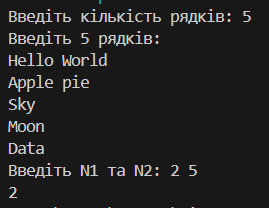 Введіть кількість рядків: 5
Введіть 5 рядків:
Hello World
Apple pie
Sky
Moon
Data
Введіть N1 та N2: 2 5
2